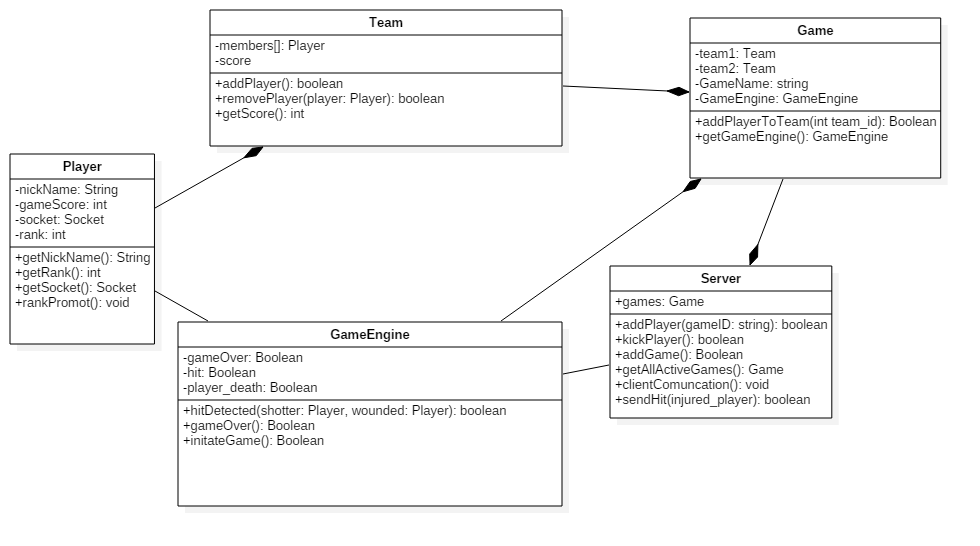 Team
-members[]: Player
-score
+addPlayer(): boolean
+removePlayer(player: Player): boolean
+getScore(): int
Game
-team1: Team
-team2: Team
-GameName: string
-GameEngine: GameEngine
+addPlayerToTeam(int team_id): Boolean
+getGameEngine(): GameEngine
Player
-nickName: String
-gameScore: int
-socket: Socket
-rank: int
+getNickName(): String
+getRank(): int
+getSocket(): Socket
+rankPromot(): void
Server
+games: Game
+addPlayer(gameID: string): boolean
+kickPlayer(): boolean
+addGame(): Boolean
+getAllActiveGames(): Game
+clientComuncation(): void
+sendHit(injured_player): boolean
GameEngine
-gameOver: Boolean
-hit: Boolean
-player_death: Boolean
+hitDetected(shotter: Player, wounded: Player): boolean
+gameOver(): Boolean
+initateGame(): Boolean